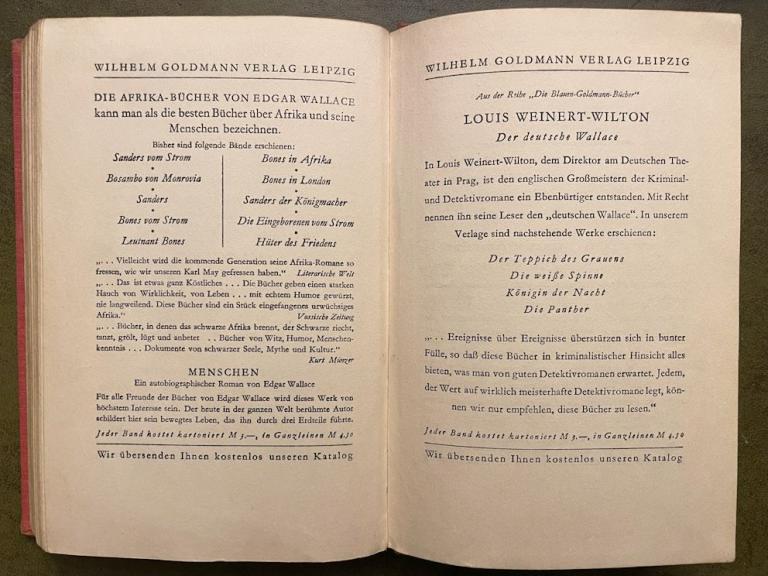 WILHELM GOLDMANN VERLAG LEIPZIG
DIE AFRIKA-BÜCHER VON EDGAR WALLACE
kann man als die besten Bücher über Afrika und seine
Menschen bezeichnen.
Bisher sind folgende Bände erschienen:
Sanders vom Strom
Bosambo von Monrovia
Sanders
Bones vom Strom
Leutnant Bones
Bones in Afrika
Bones in London
Sanders der Königmacher
Die Eingeborenen vom Strom
Hüter des Friedens
„. . . Vielleicht wird die kommende Generation seine Afrika-Romane so
fressen, wie wir unseren Karl May gefressen haben." Literarische Welt
„. . . Das ist etwas ganz Köstliches . . . Die Bücher geben einen starken
Hauch von Wirklichkeit, von Leben . . . mit echtem Humor gewürzt,
nie langweilend. Diese Bücher sind ein Stück eingefangenes urwüchsiges
Afrika." Vossische Zeitung
„. . . Bücher, in denen das schwarze Afrika brennt, der Schwarze riecht,
tanzt, grölt, lügt und anbetet . . Bücher von Witz, Humor, Menschen-
kenntnis . . . Dokumente von schwarzer Seele, Mythe und Kultur."
Kurt Münzer
MENSCHEN
Ein autobiographischer Roman von Edgar Wallace
Für alle Freunde der Bücher von Edgar Wallace wird dieses Werk von
höchstem Interesse sein. Der heute in der ganzen Welt berühmte Autor
schildert hier sein bewegtes Leben, das ihn durch drei Erdteile führte.
Jeder Band kostet kartoniert M 3.—, in Ganzleinen M 4.50
Wir übersenden Ihnen kostenlos unseren Katalog
WILHELM GOLDMANN VERLAG LEIPZIG
Aus der Reihe „Die Blauen-Goldmann-Bücher"
LOUIS WEINERT-WILTON
Der deutsche Wallace
In Louis Weinert-Wilton, dem Direktor am Deutschen The-
ater in Prag, ist den englischen Großmeistern der Kriminal-
und Detektivromane ein Ebenbürtiger entstanden. Mit Recht
nennen ihn seine Leser den „deutschen Wallace". In unserem
Verlage sind nachstehende Werke erschienen:
Der Teppich des Grauens
Die weiße Spinne
Königin der Nacht
Die Panther
„. . . Ereignisse über Ereignisse überstürzen sich in bunter
Fülle, so daß diese Bücher in kriminalistischer Hinsicht alles
bieten, was man von guten Detektivromanen erwartet. Jedem,
der Wert auf wirklich meisterhafte Detektivromane legt, kön-
nen wir nur empfehlen, diese Bücher zu lesen."
Jeder Band kostet kartoniert M 3.—, in Ganzleinen M 4.50
Wir übersenden Ihnen kostenlos unseren Katalog